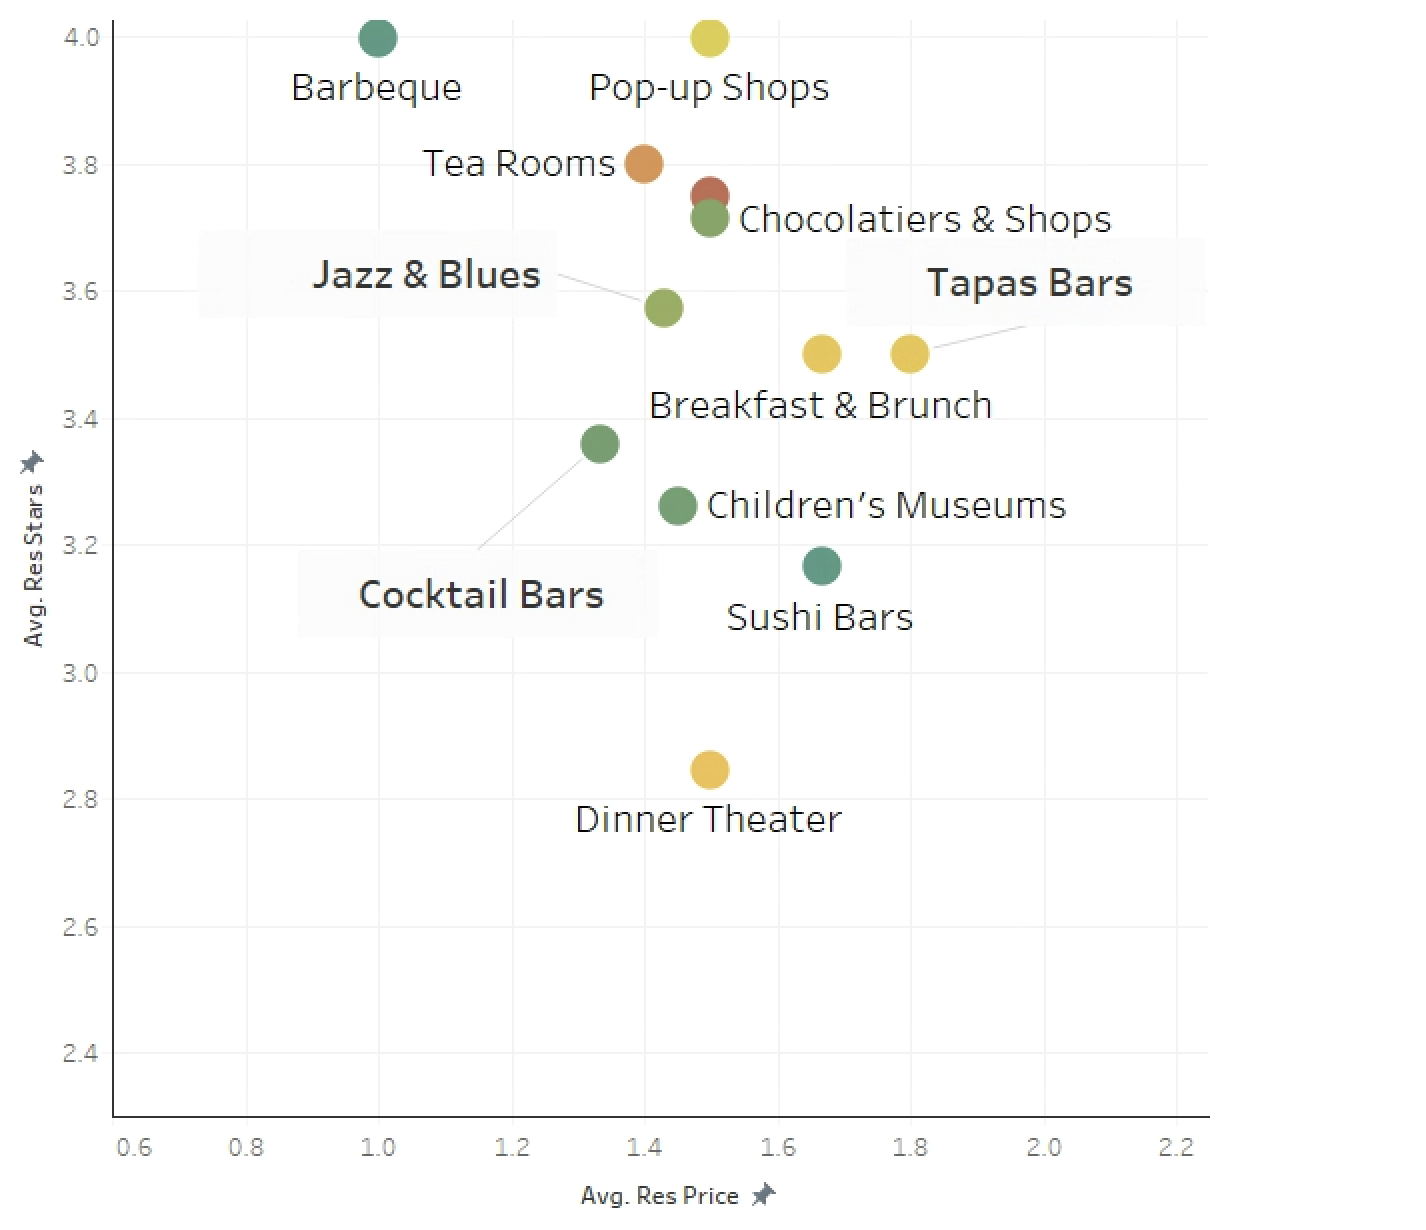 4.0
Barbeque
Pop-up Shops
3.8
Tea Rooms
Chocolatiers & Shops
Jazz & Blues
Tapas Bars
3.6
Breakfast & Brunch
3.4
Children's Museums
3.2
Cocktail Bars
Sushi Bars
3.0
2.8
Dinner Theater
2.6
2.4
Avg. Res Stars
0.6 0.8 1.0 1.2 1.4 1.6 1.8 2.0 2.2
Avg. Res Price